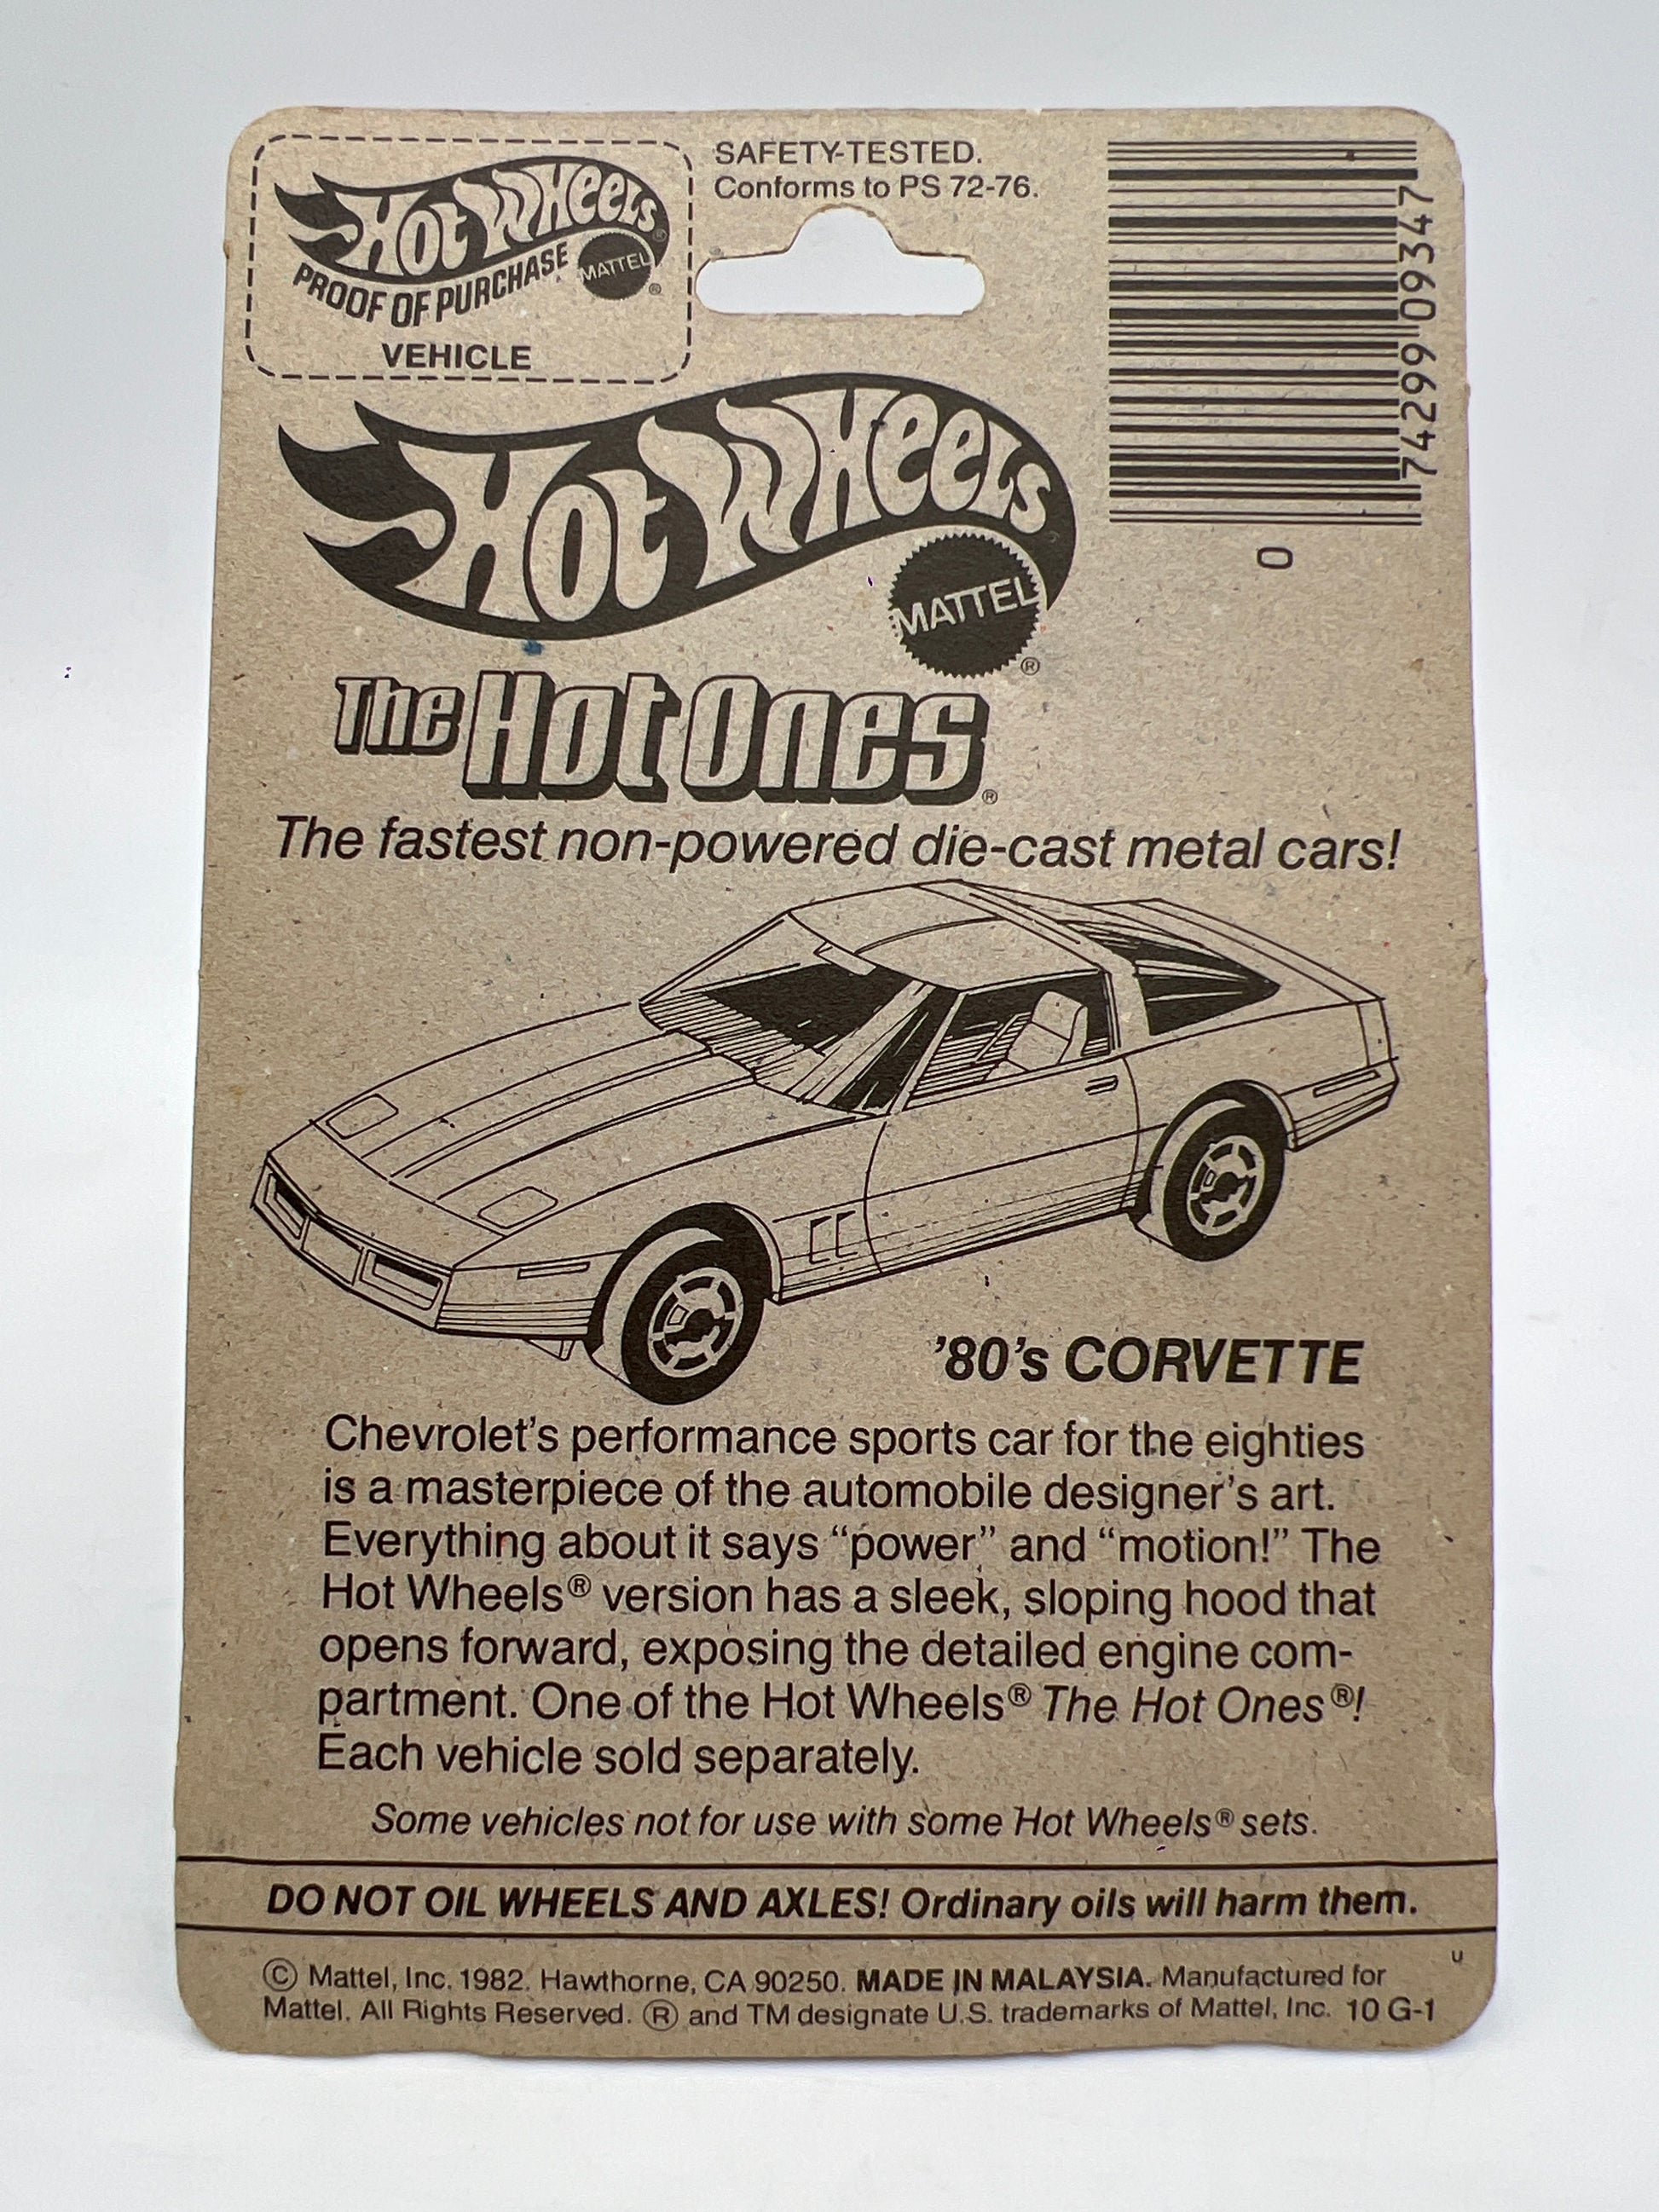 HOT WHEELS®
PROOF OF PURCHASE MATTEL®
VEHICLE
SAFETY-TESTED.
Conforms to PS 72-76.
74299 09347
0
HOT WHEELS
MATTEL®
The Hot Ones®
The fastest non-powered die-cast metal cars!
'80's CORVETTE
Chevrolet's performance sports car for the eighties
is a masterpiece of the automobile designer's art.
Everything about it says “power” and “motion!” The
Hot Wheels® version has a sleek, sloping hood that
opens forward, exposing the detailed engine com-
partment. One of the Hot Wheels® The Hot Ones®!
Each vehicle sold separately.
Some vehicles not for use with some Hot Wheels® sets.
DO NOT OIL WHEELS AND AXLES! Ordinary oils will harm them.
U
© Mattel, Inc. 1982. Hawthorne, CA 90250. MADE IN MALAYSIA. Manufactured for
Mattel. All Rights Reserved. ® and TM designate U.S. trademarks of Mattel, Inc. 10 G-1